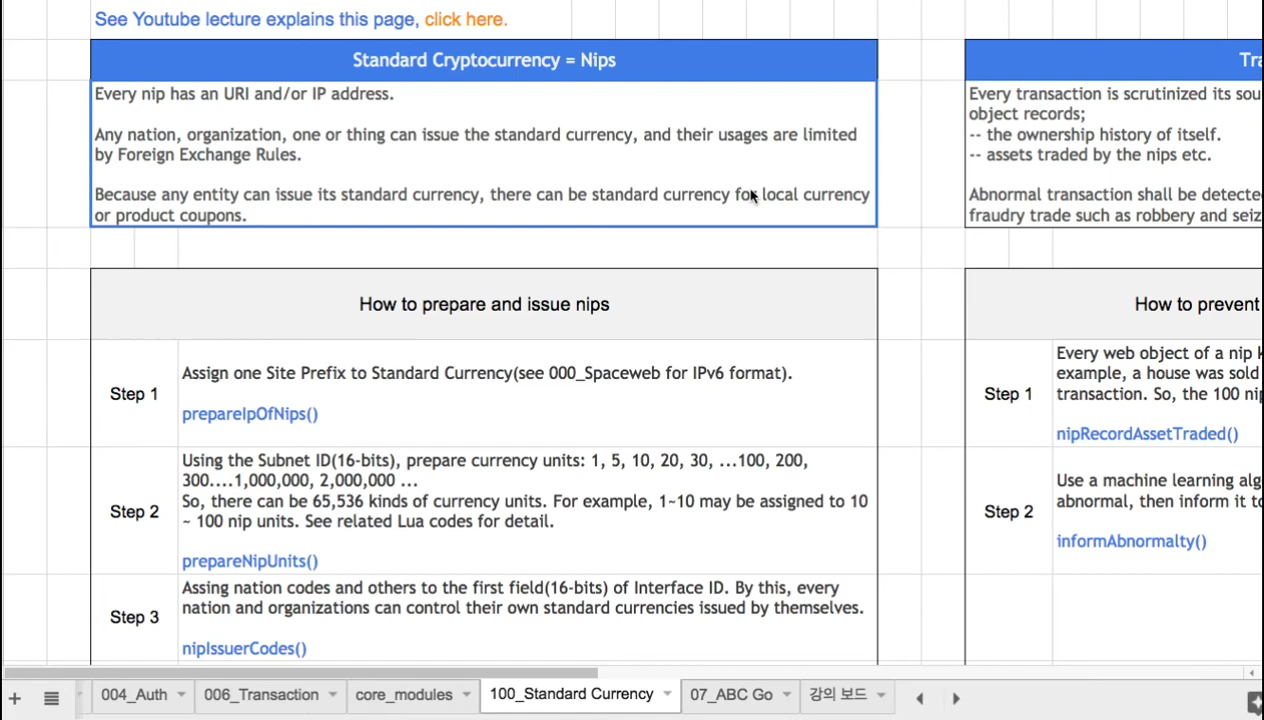 See Youtube lecture explains this page, click here.
Standard Cryptocurrency = Nips
Every nip has an URI and/or IP address.
Any nation, organization, one or thing can issue the standard currency, and their usages are limited
by Foreign Exchange Rules.
Because any entity can issue its standard currency, there can be standard currency for local currency
or product coupons.
How to prepare and issue nips
Step 1
Assign one Site Prefix to Standard Currency(see 000_Spaceweb for IPv6 format).
prepareIpOfNips()
Step 2
Using the Subnet ID(16-bits), prepare currency units: 1, 5, 10, 20, 30, ...100, 200,
300....1,000,000, 2,000,000 ...
So, there can be 65,536 kinds of currency units. For example, 1~10 may be assigned to 10
~ 100 nip units. See related Lua codes for detail.
prepareNipUnits()
Step 3
Assing nation codes and others to the first field(16-bits) of Interface ID. By this, every
nation and organizations can control their own standard currencies issued by themselves.
nipIssuerCodes()
Every transaction is scrutinized its
object records;
-- the ownership history of itself.
-- assets traded by the nips etc.
Abnormal transaction shall be
fraudry trade such as robbery and
How to prevent
Step 1
Every web object of a nip
example, a house was sold
transaction. So, the 100
nipRecordAssetTraded()
Step 2
Use a machine learning
abnormal, then inform it
informAbnormalty()
004_Auth
006_Transaction
core_modules
100_Standard Currency
07_ABC Go
강의 보드